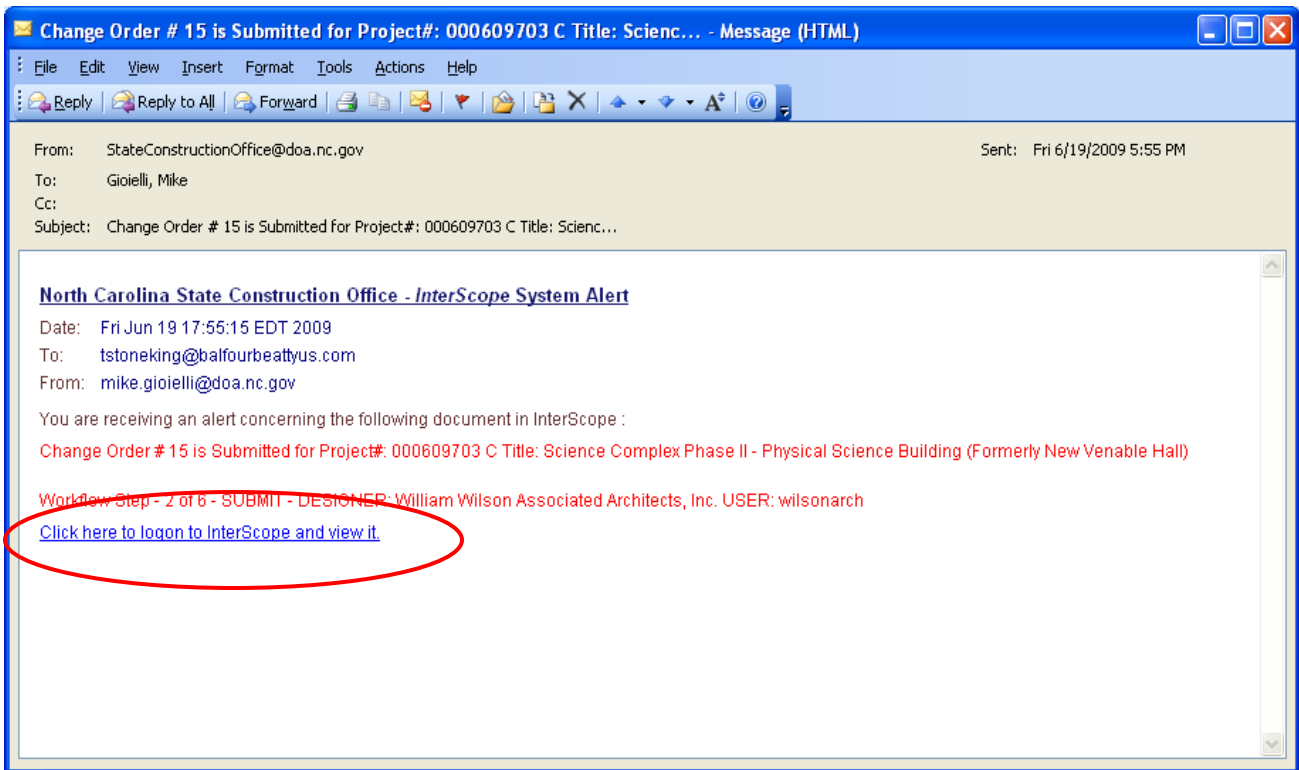 Change Order # 15 is Submitted for Project#: 000609703 C Title: Scienc... - Message (HTML)
File Edit View Insert Format Tools Actions Help
Reply Reply to All Forward
From: StateConstructionOffice@doa.nc.gov Sent: Fri 6/19/2009 5:55 PM
To: Gioielli, Mike
Cc:
Subject: Change Order # 15 is Submitted for Project#: 000609703 C Title: Scienc...
North Carolina State Construction Office - InterScope System Alert
Date: Fri Jun 19 17:55:15 EDT 2009
To: tstoneking@balfourbeattyus.com
From: mike.gioielli@doa.nc.gov
You are receiving an alert concerning the following document in InterScope :
Change Order # 15 is Submitted for Project#: 000609703 C Title: Science Complex Phase II - Physical Science Building (Formerly New Venable Hall)
Workflow Step - 2 of 6 - SUBMIT - DESIGNER: William Wilson Associated Architects, Inc. USER: wilsonarch
Click here to logon to InterScope and view it.